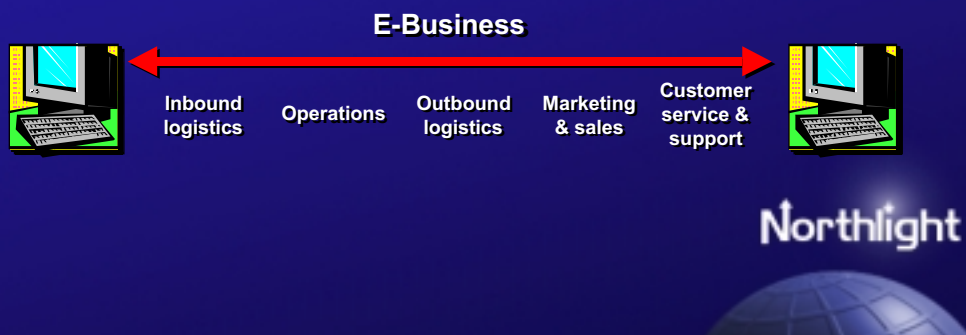 E-Business
Inbound
logistics
Operations
Outbound
logistics
Marketing
& sales
Customer
service &
support
Northlight